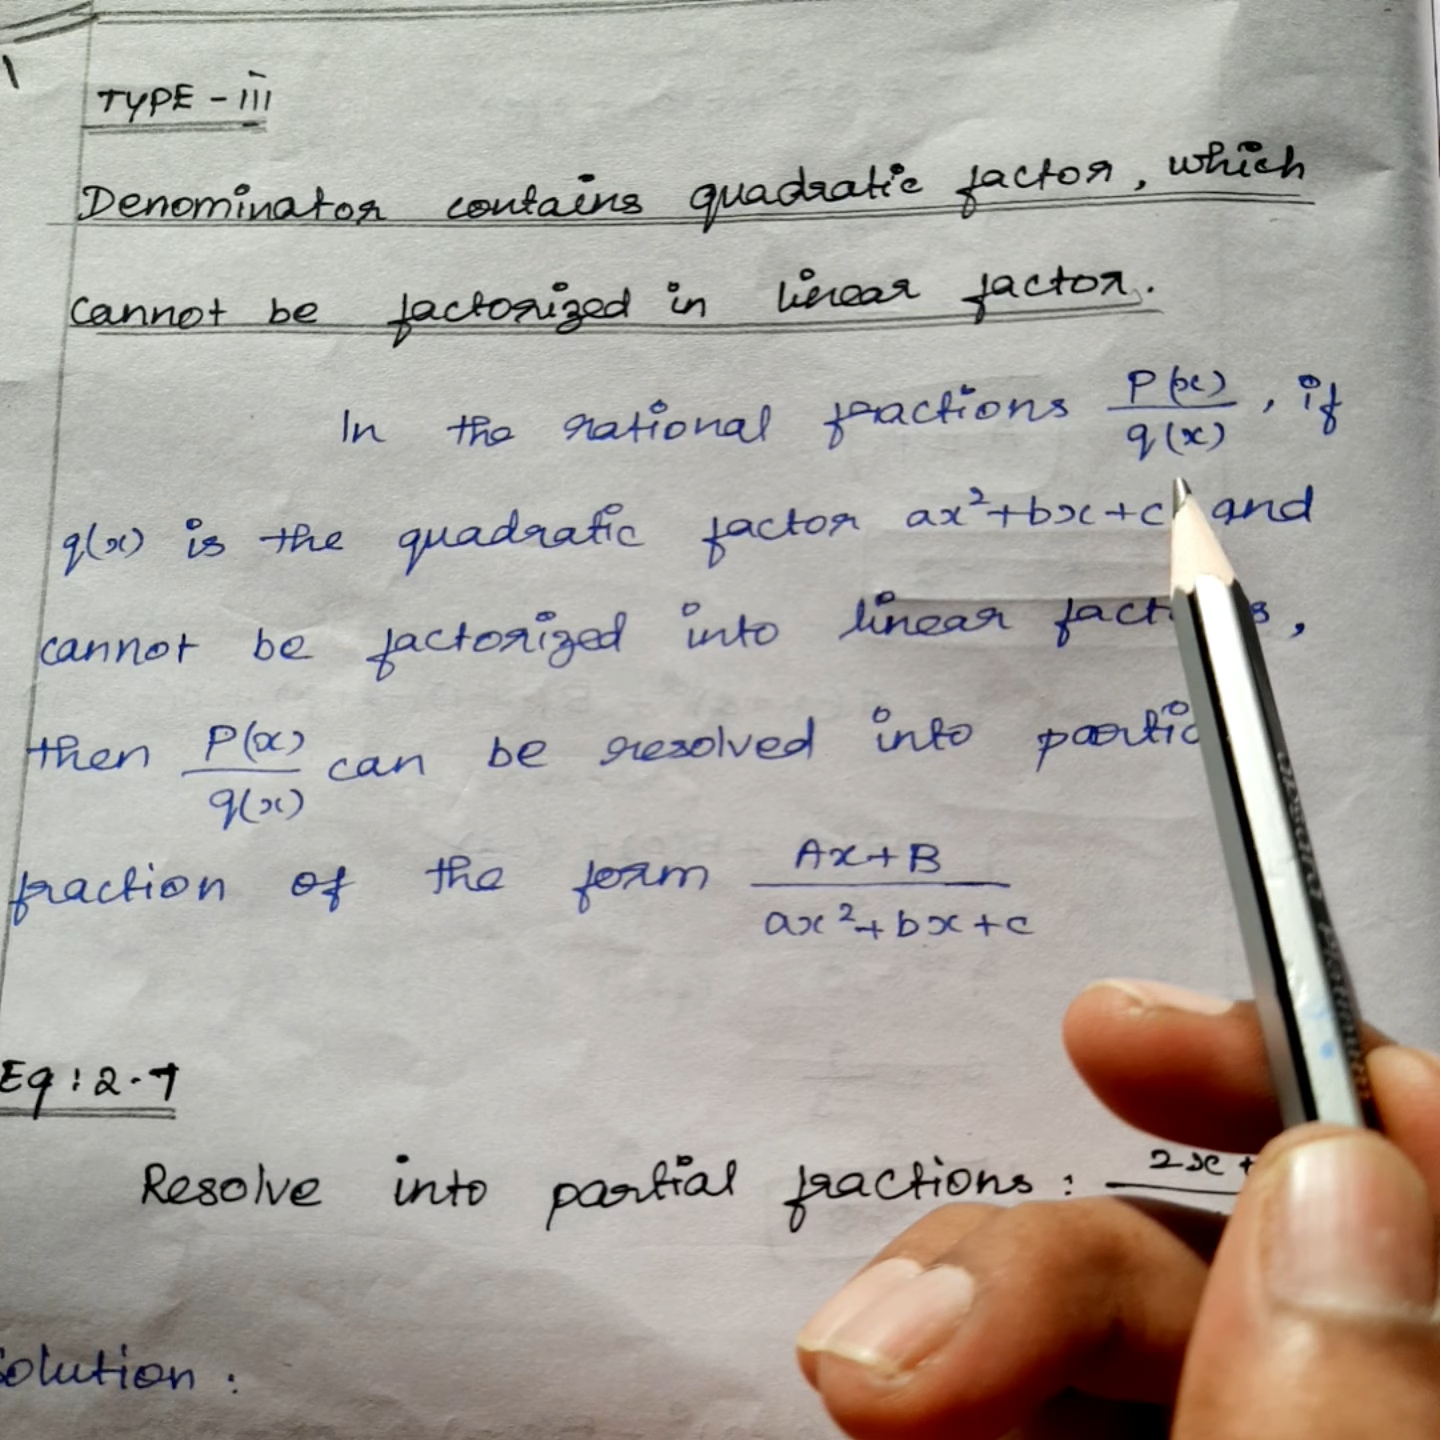 TYPE - iii
Denominator contains quadratic factor, which
cannot be factorized in linear factor.
In the rational fractions P(x)/q(x), if
q(x) is the quadratic factor ax²+bx+c and
cannot be factorized into linear
then P(x)/q(x) can be resolved into
fraction of the form Ax+B/ax²+bx+c
Eg : 2.7
Resolve into partial fractions : 2x +
Solution :